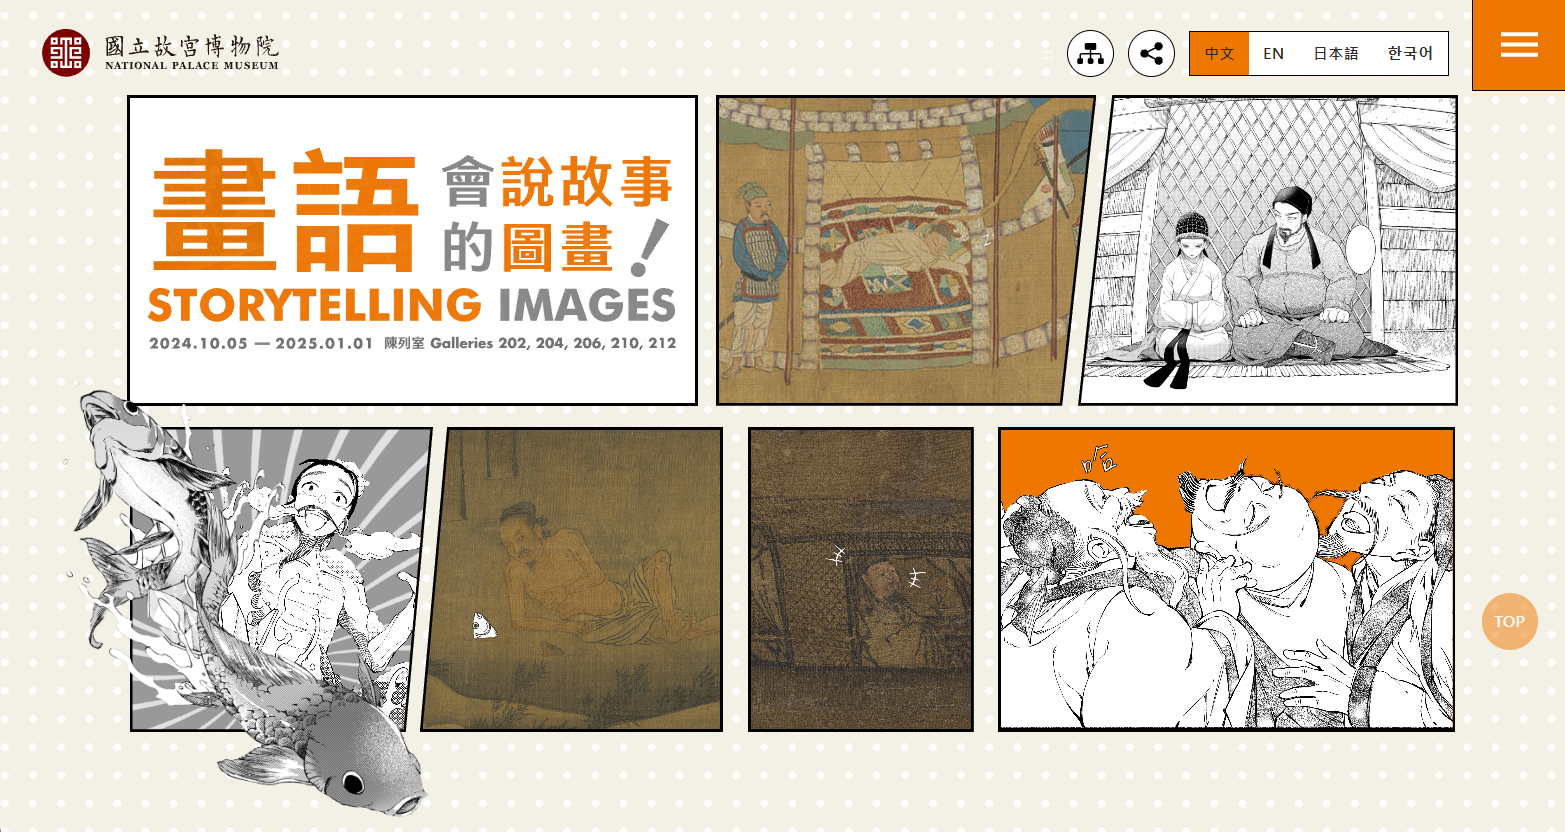 國立故宮博物院
NATIONAL PALACE MUSEUM
中文 EN 日本語 한국어
畫語 會說故事的圖畫！
STORYTELLING IMAGES
2024.10.05 — 2025.01.01 陳列室 Galleries 202, 204, 206, 210, 212
z
TOP